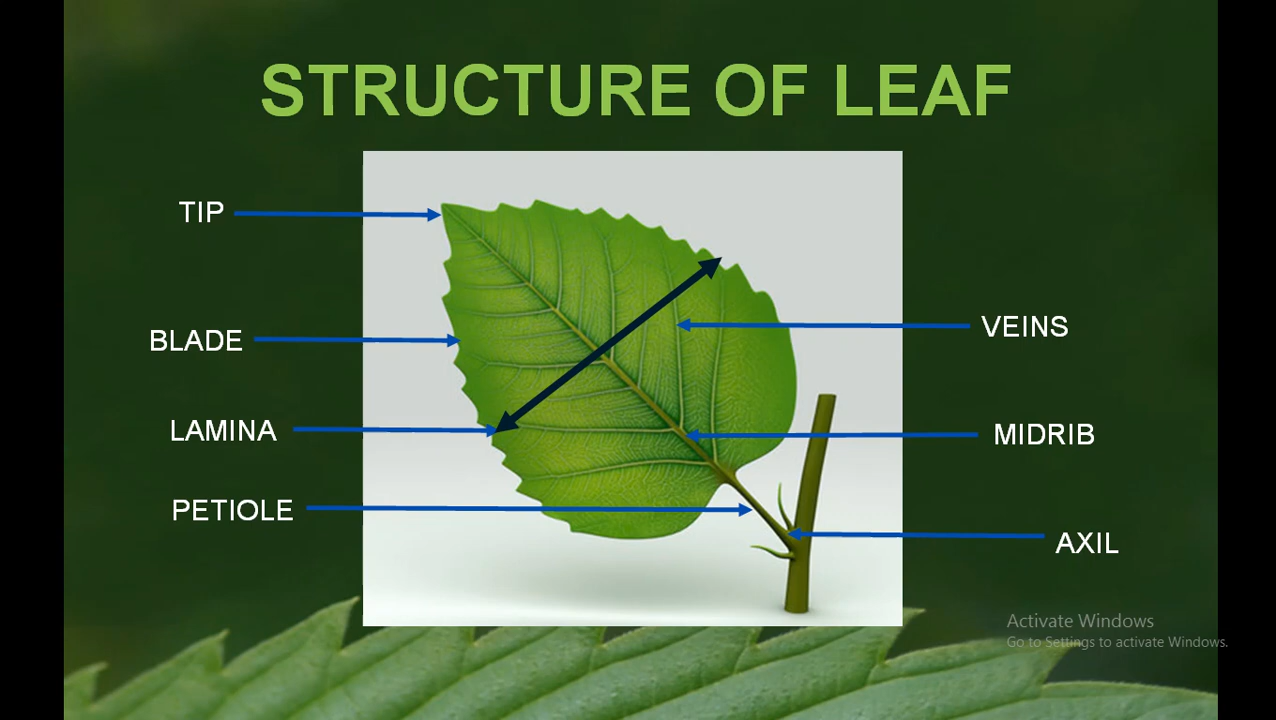 STRUCTURE OF LEAF
TIP
BLADE
VEINS
LAMINA
MIDRIB
PETIOLE
AXIL
Activate Windows
Go to Settings to activate Windows.